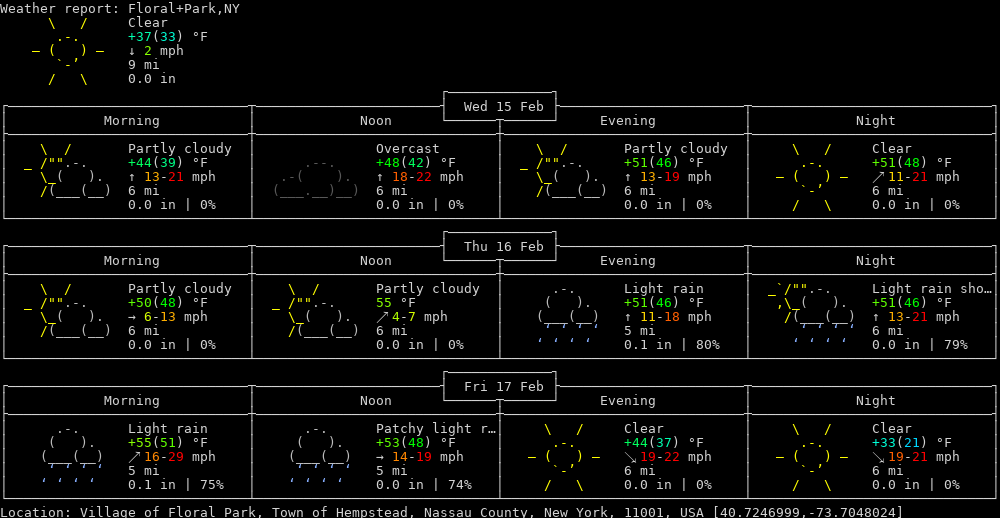 Weather report: Floral+Park,NY
Clear
+37(33) °F
↓ 2 mph
9 mi
0.0 in
Wed 15 Feb
Morning Noon Evening Night
Partly cloudy Overcast Partly cloudy Clear
+44(39) °F +48(42) °F +51(46) °F +51(48) °F
↑ 13-21 mph ↑ 18-22 mph ↑ 13-19 mph ↗ 11-21 mph
6 mi 6 mi 6 mi 6 mi
0.0 in | 0% 0.0 in | 0% 0.0 in | 0% 0.0 in | 0%
Thu 16 Feb
Morning Noon Evening Night
Partly cloudy Partly cloudy Light rain Light rain sho…
+50(48) °F 55 °F +51(46) °F +51(46) °F
→ 6-13 mph ↗ 4-7 mph ↑ 11-18 mph ↑ 13-21 mph
6 mi 6 mi 5 mi 6 mi
0.0 in | 0% 0.0 in | 0% 0.1 in | 80% 0.0 in | 79%
Fri 17 Feb
Morning Noon Evening Night
Light rain Patchy light r… Clear Clear
+55(51) °F +53(48) °F +44(37) °F +33(21) °F
↗ 16-29 mph → 14-19 mph ↘ 19-22 mph ↘ 19-21 mph
5 mi 5 mi 6 mi 6 mi
0.1 in | 75% 0.0 in | 74% 0.0 in | 0% 0.0 in | 0%
Location: Village of Floral Park, Town of Hempstead, Nassau County, New York, 11001, USA [40.7246999,-73.7048024]